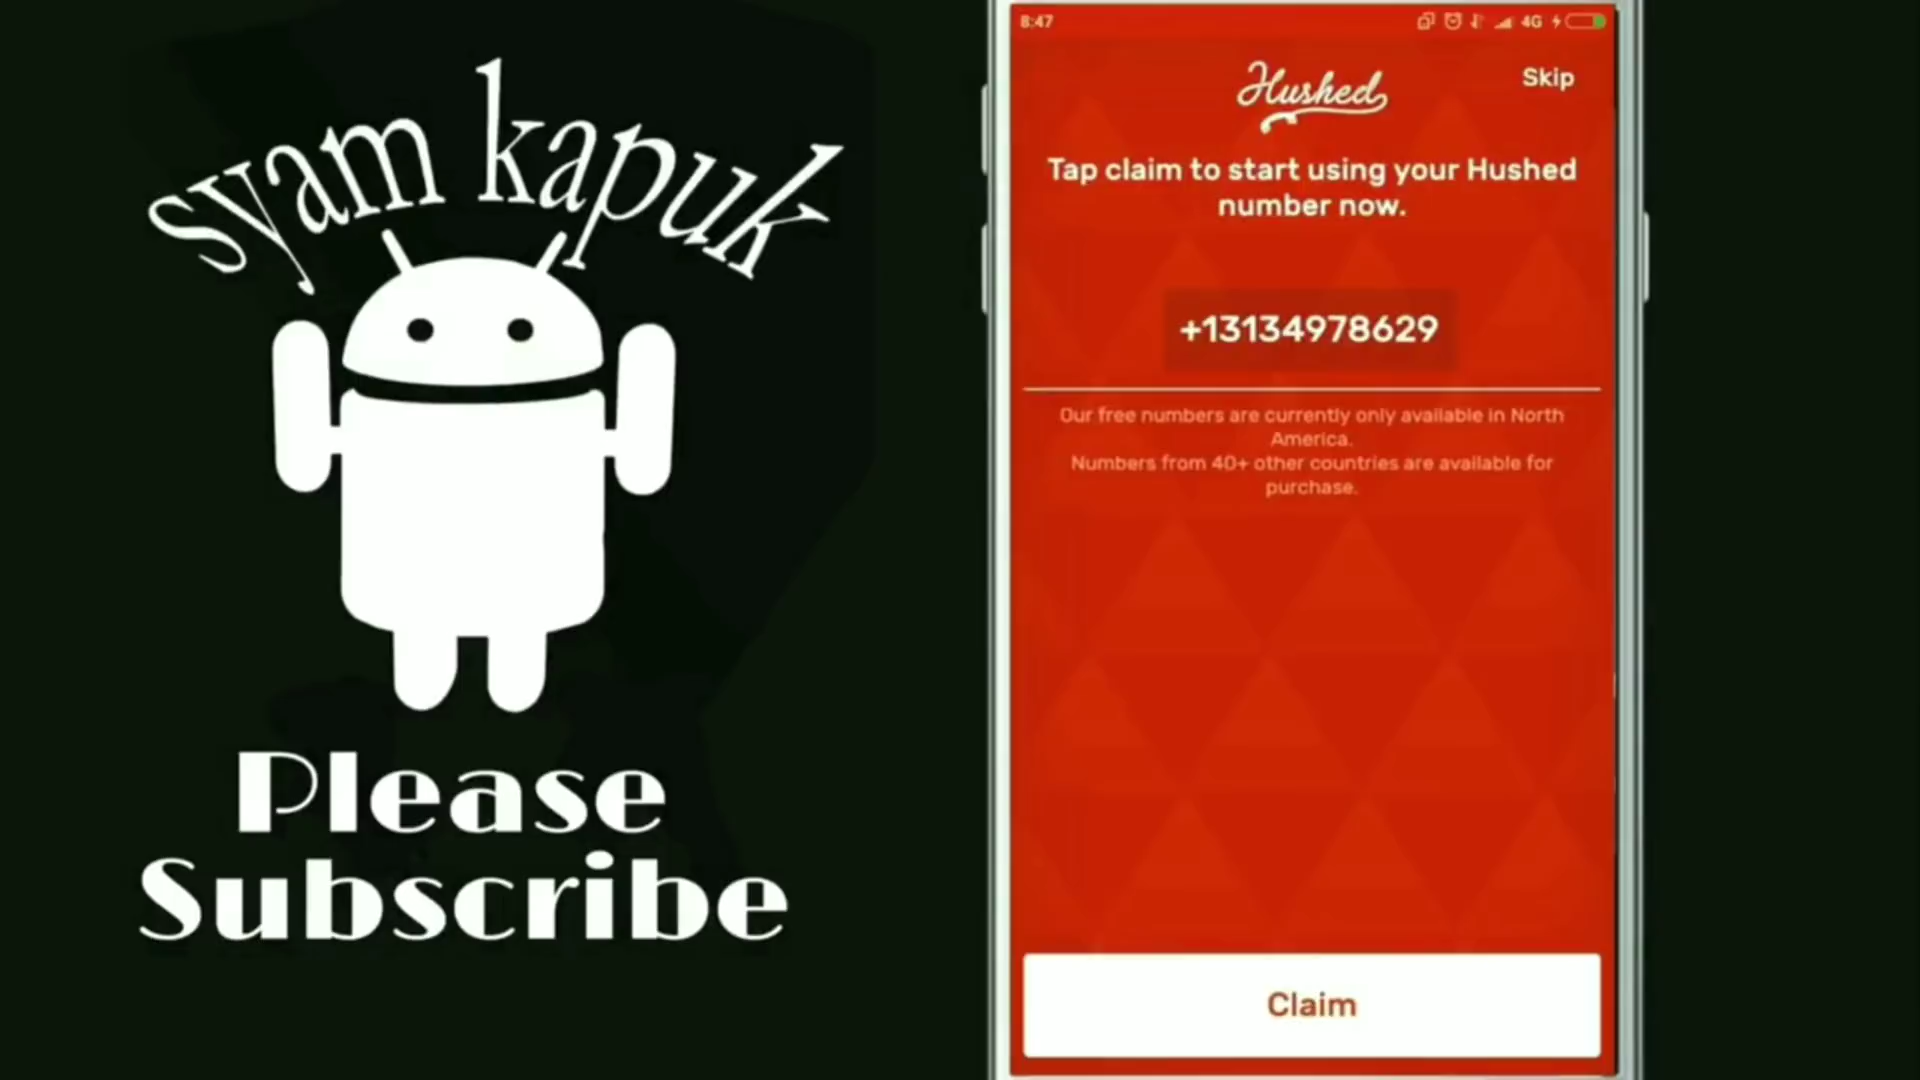 syam kapuk
Please
Subscribe
8:47
4G
Hushed
Skip
Tap claim to start using your Hushed
number now.
+13134978629
Our free numbers are currently only available in North
America.
Numbers from 40+ other countries are available for
purchase.
Claim